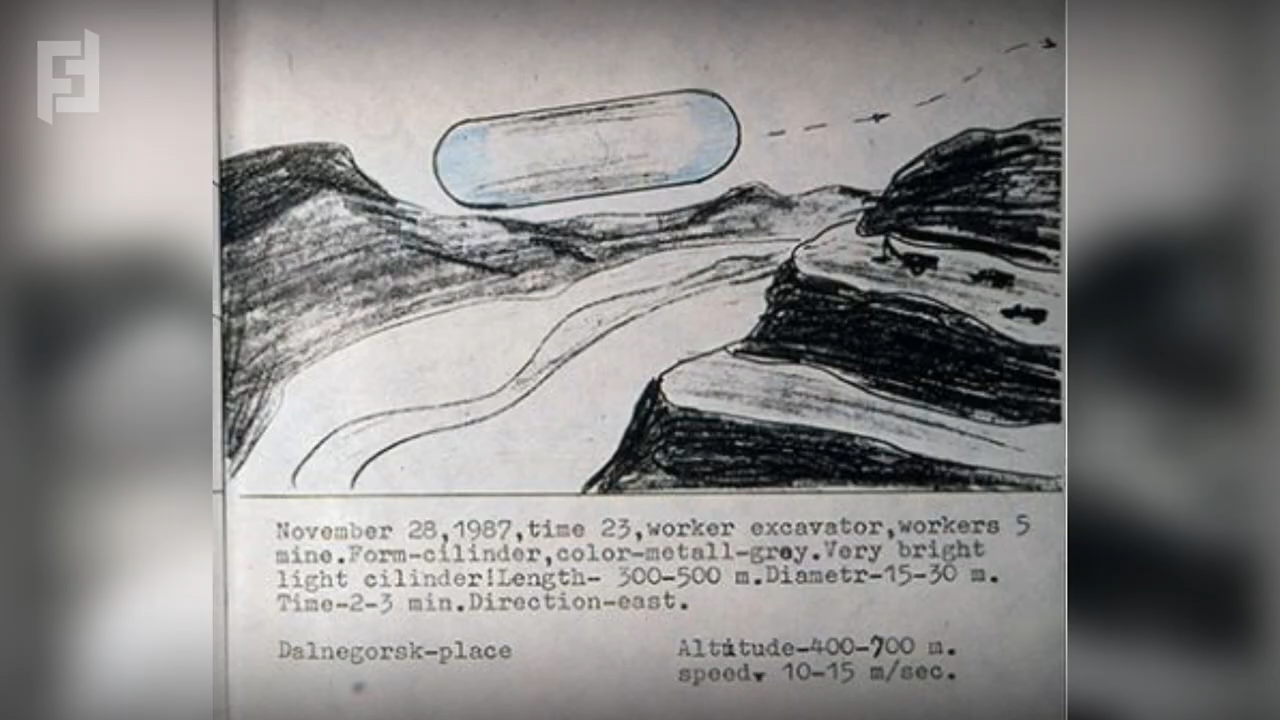 November 28,1987,time 23,worker excavator,workers 5
mine.Form-cilinder,color-metall-grey.Very bright
light cilinder!Length- 300-500 m.Diametr-15-30 m.
Time-2-3 min.Direction-east.
Dalnegorsk-place
Altitude-400-700 m.
speed- 10-15 m/sec.